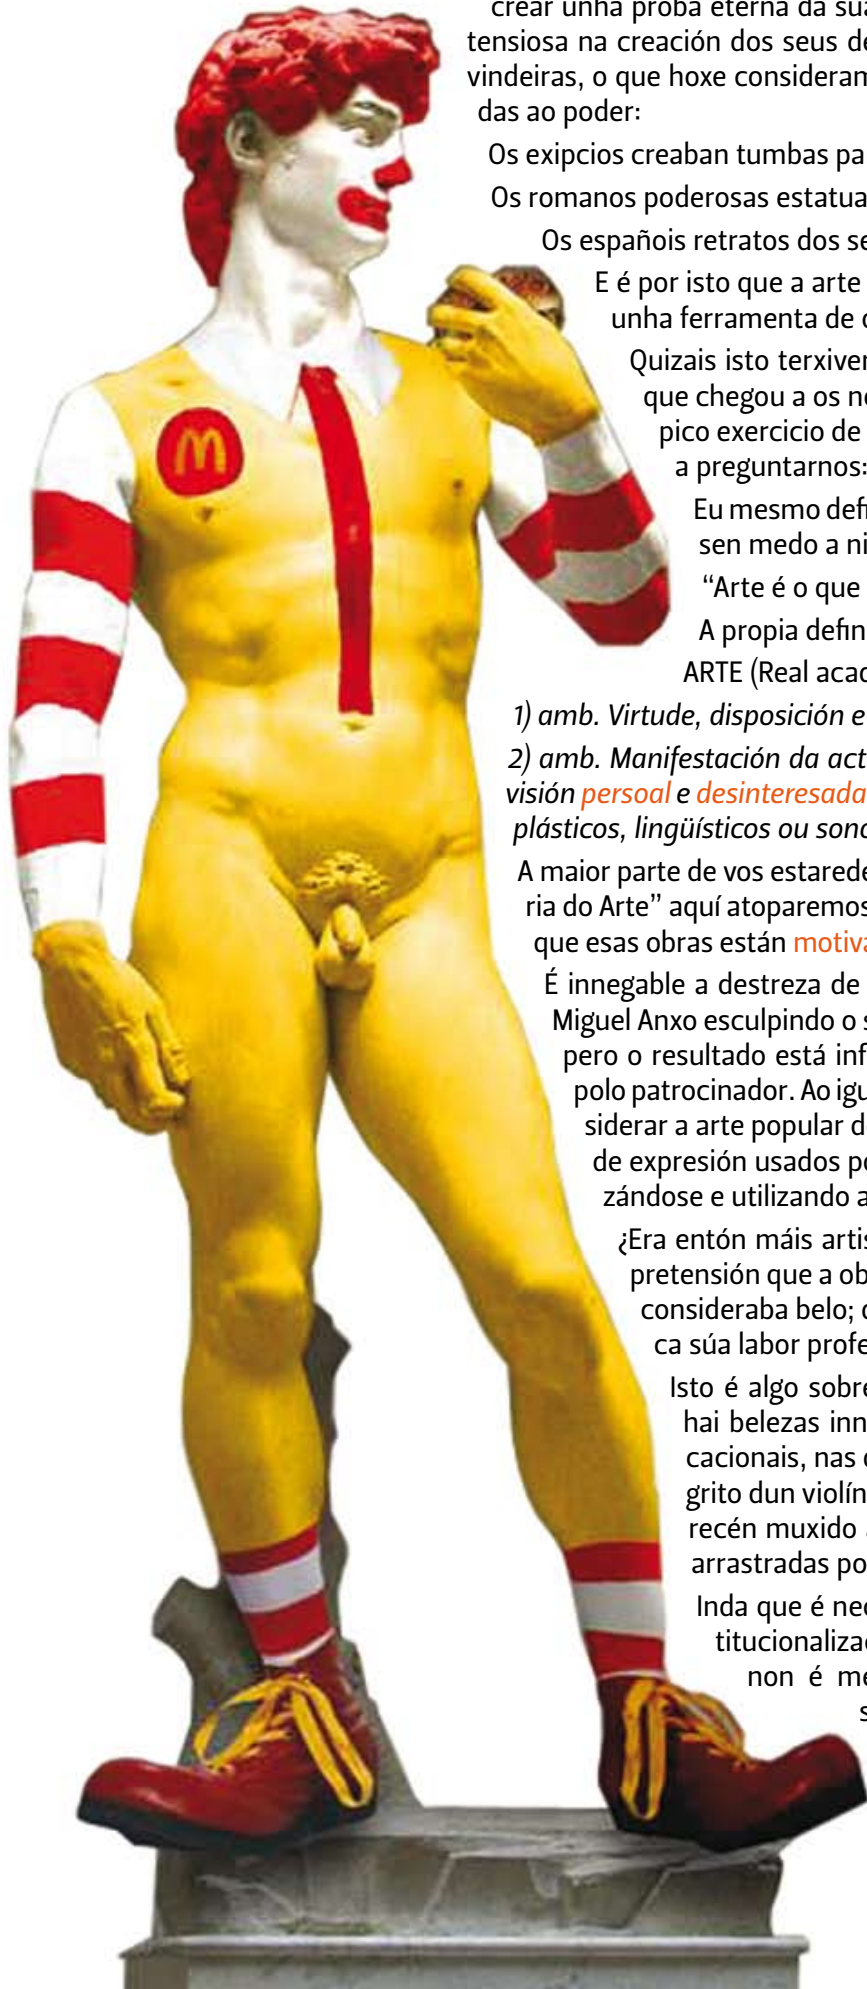 crear unha proba eterna da súa
tensiosa na creación dos seus de
vindeiras, o que hoxe consideram
das ao poder:
Os exipcios creaban tumbas pa
Os romanos poderosas estatua
Os españois retratos dos se
E é por isto que a arte
unha ferramenta de
Quizais isto terxiver
que chegou a os no
pico exercicio de
a preguntarnos:
Eu mesmo defi
sen medo a ni
“Arte é o que
A propia defin
ARTE (Real acad
1) amb. Virtude, disposición e
2) amb. Manifestación da act
visión persoal e desinteresada
plásticos, lingüísticos ou sono
A maior parte de vos estarede
ria do Arte” aquí atoparemos
que esas obras están motiva
É innegable a destreza de
Miguel Anxo esculpindo o s
pero o resultado está inf
polo patrocinador. Ao igu
siderar a arte popular d
de expresión usados po
zándose e utilizando a
¿Era entón máis artis
pretensión que a ob
consideraba belo;
ca súa labor profe
Isto é algo sobre
hai belezas inn
cacionais, nas
grito dun violín
recén muxido
arrastradas po
Inda que é nec
titucionaliza
non é me
s
M